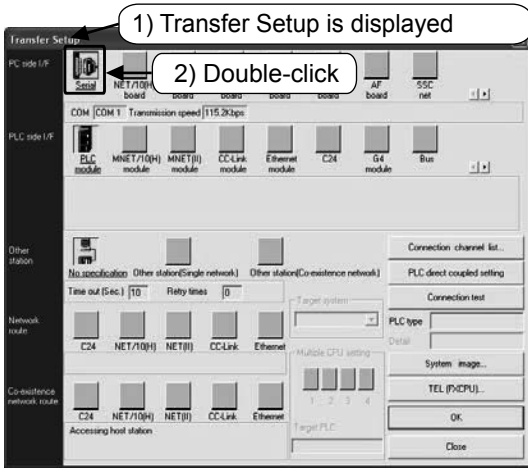 1) Transfer Setup is displayed
Transfer Setup
2) Double-click
PC side I/F
Serial NET/10(H) board board board board AF board SSC net
COM COM 1 Transmission speed 115.2Kbps
PLC side I/F
PLC module MNET/10(H) module MNET(II) module CC-Link module Ethernet module C24 G4 module Bus
Other station
No specification Other station(Single network) Other station(Co-existence network)
Time out (Sec.) 10 Retry times 0
Connection channel list...
PLC direct coupled setting
Connection test
Target system
PLC type
Detail
Network route
C24 NET/10(H) NET(II) CC-Link Ethernet
Multiple CPU setting
1 2 3 4
System image...
TEL (FXCPU)...
Co-existence network route
C24 NET/10(H) NET(II) CC-Link Ethernet
Accessing host station
Target PLC
OK
Close